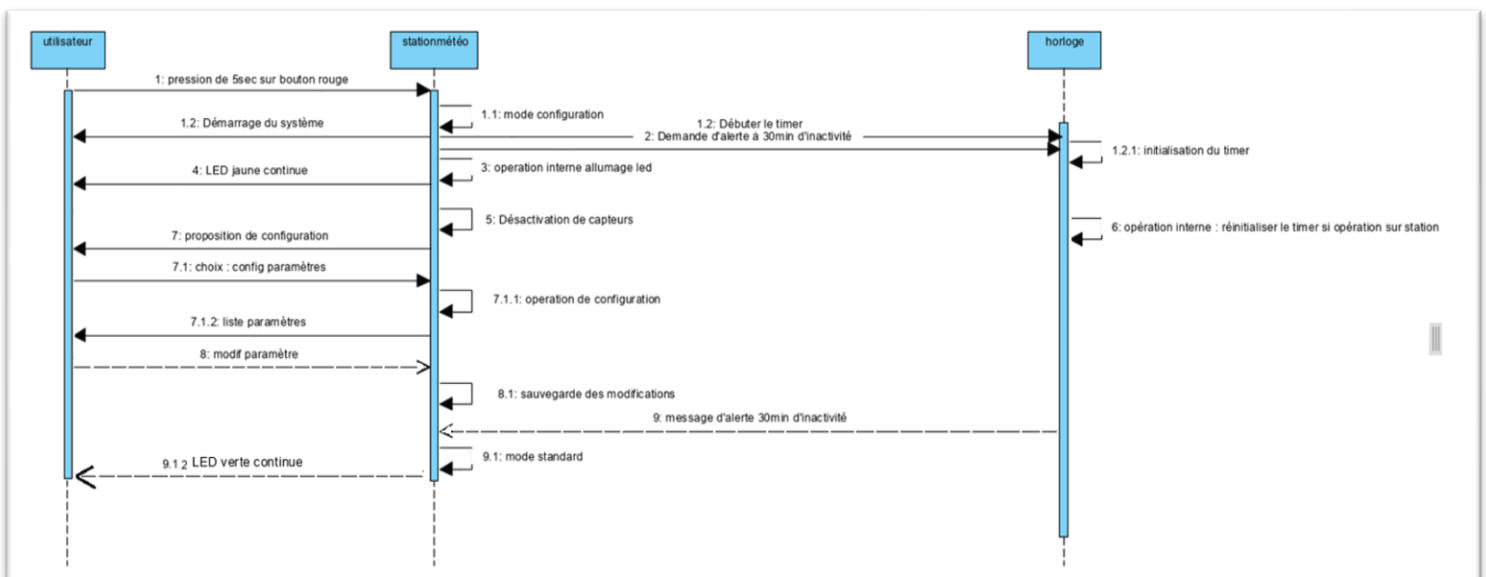 utilisateur
stationmétéo
horloge
1: pression de 5sec sur bouton rouge
1.1: mode configuration
1.2: Démarrage du système
1.2: Débuter le timer
2: Demande d'alerte à 30min d'inactivité
1.2.1: initialisation du timer
3: operation interne allumage led
4: LED jaune continue
5: Désactivation de capteurs
6: opération interne : réinitialiser le timer si opération sur station
7: proposition de configuration
7.1: choix : config paramètres
7.1.1: operation de configuration
7.1.2: liste paramètres
8: modif paramètre
8.1: sauvegarde des modifications
9: message d'alerte 30min d'inactivité
9.1: mode standard
9.1.2 LED verte continue